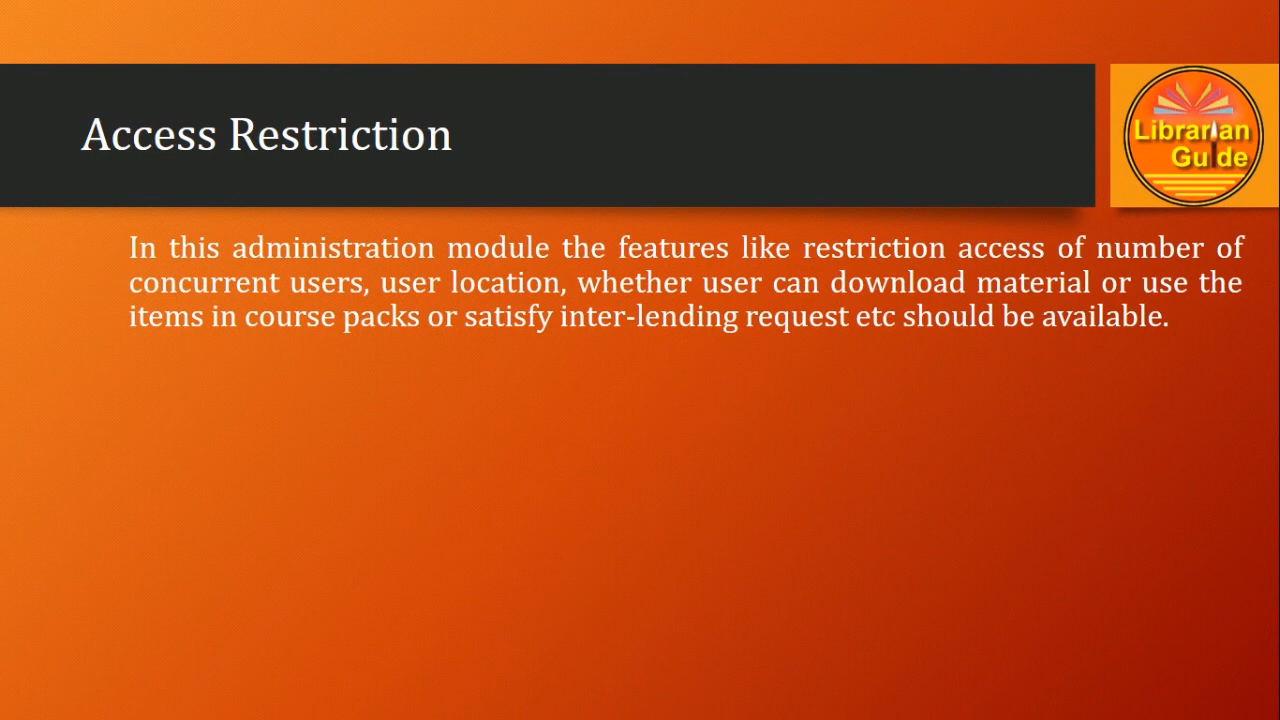 Access Restriction
Librarian
Guide
In this administration module the features like restriction access of number of
concurrent users, user location, whether user can download material or use the
items in course packs or satisfy inter-lending request etc should be available.